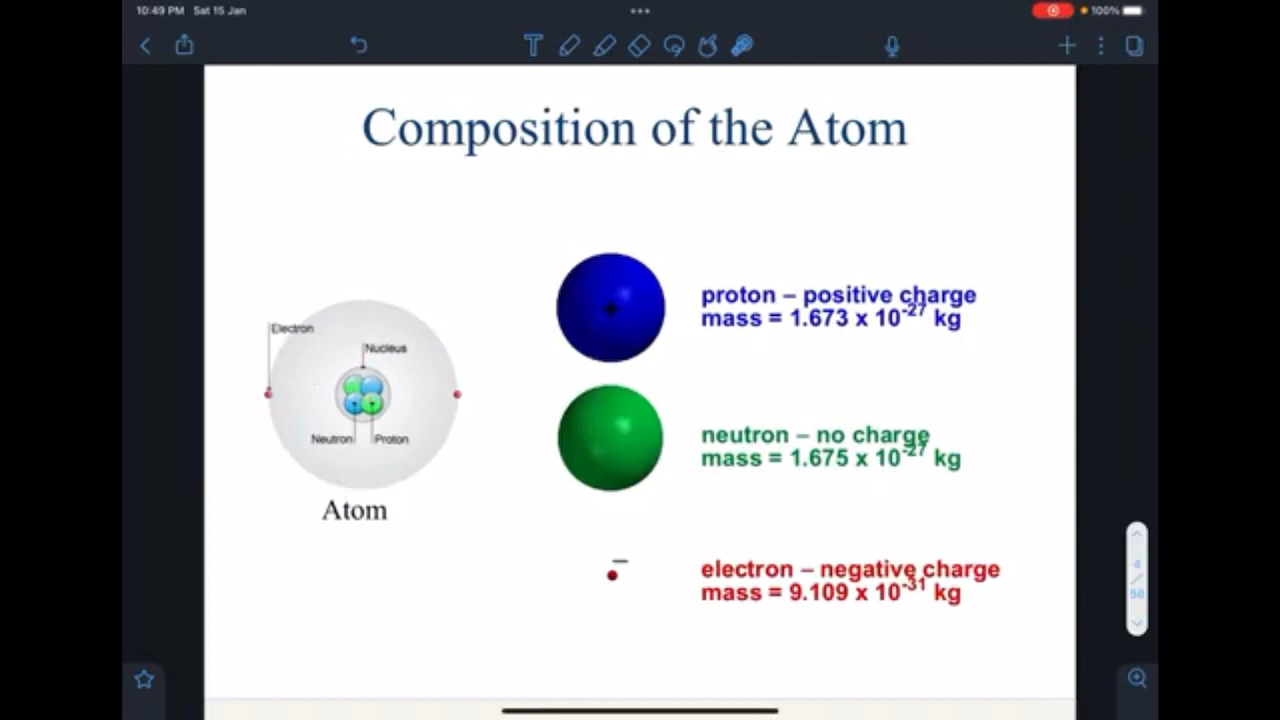 10:49 PM Sat 15 Jan
100%
Composition of the Atom
proton – positive charge
mass = 1.673 x 10⁻²⁷ kg
Electron
Nucleus
Neutron Proton
Atom
neutron – no charge
mass = 1.675 x 10⁻²⁷ kg
electron – negative charge
mass = 9.109 x 10⁻³¹ kg
4
/
58